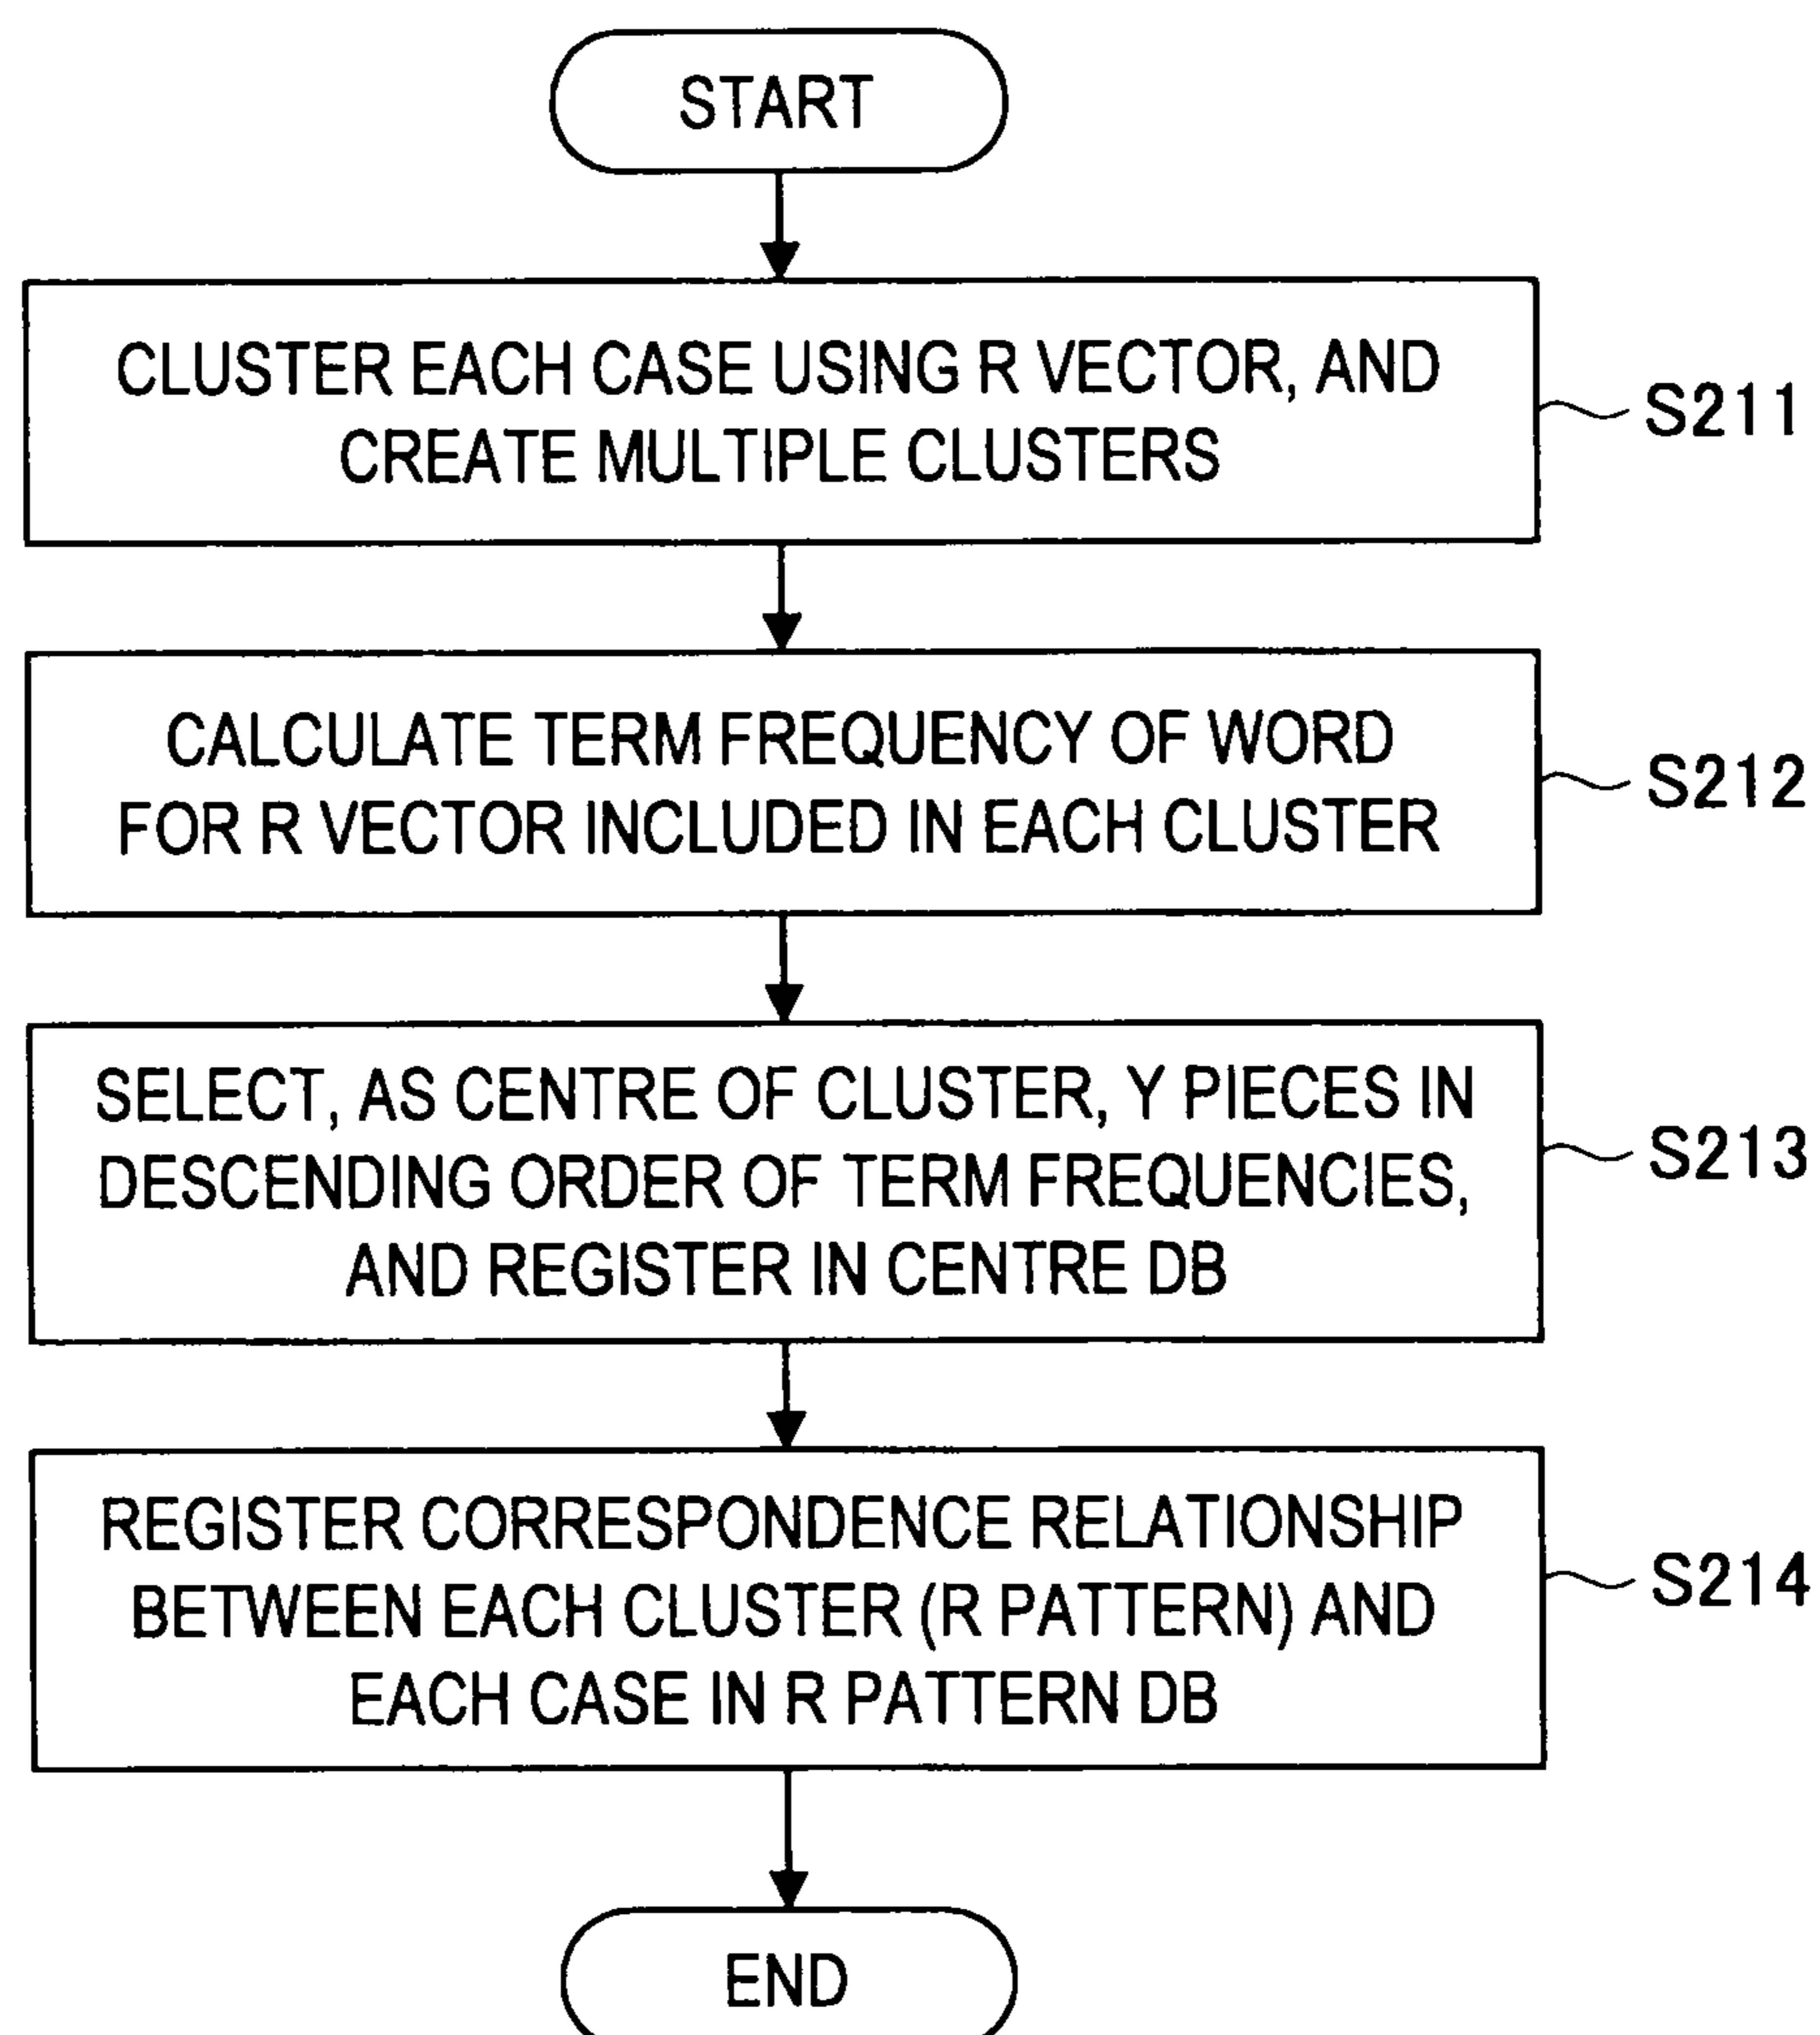 START
CLUSTER EACH CASE USING R VECTOR, AND
CREATE MULTIPLE CLUSTERS
S211
CALCULATE TERM FREQUENCY OF WORD
FOR R VECTOR INCLUDED IN EACH CLUSTER
S212
SELECT, AS CENTRE OF CLUSTER, Y PIECES IN
DESCENDING ORDER OF TERM FREQUENCIES,
AND REGISTER IN CENTRE DB
S213
REGISTER CORRESPONDENCE RELATIONSHIP
BETWEEN EACH CLUSTER (R PATTERN) AND
EACH CASE IN R PATTERN DB
S214
END